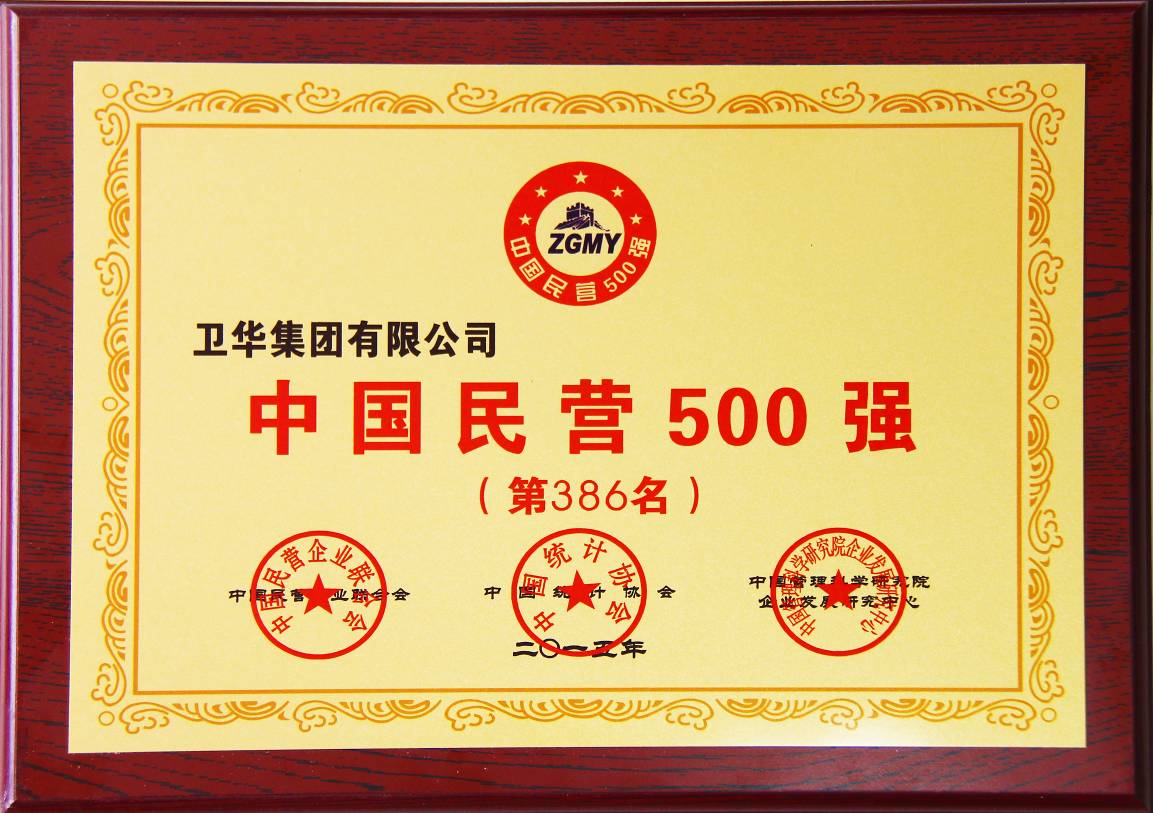 ZGMY
中国民营500强
卫华集团有限公司
中国民营500强
（第386名）
中国民营企业联合会
中国民营企业联合会
中国统计协会
中国统计协会
中国管理科学研究院企业发展研究中心
中国管理科学研究院
企业发展研究中心
二〇一五年